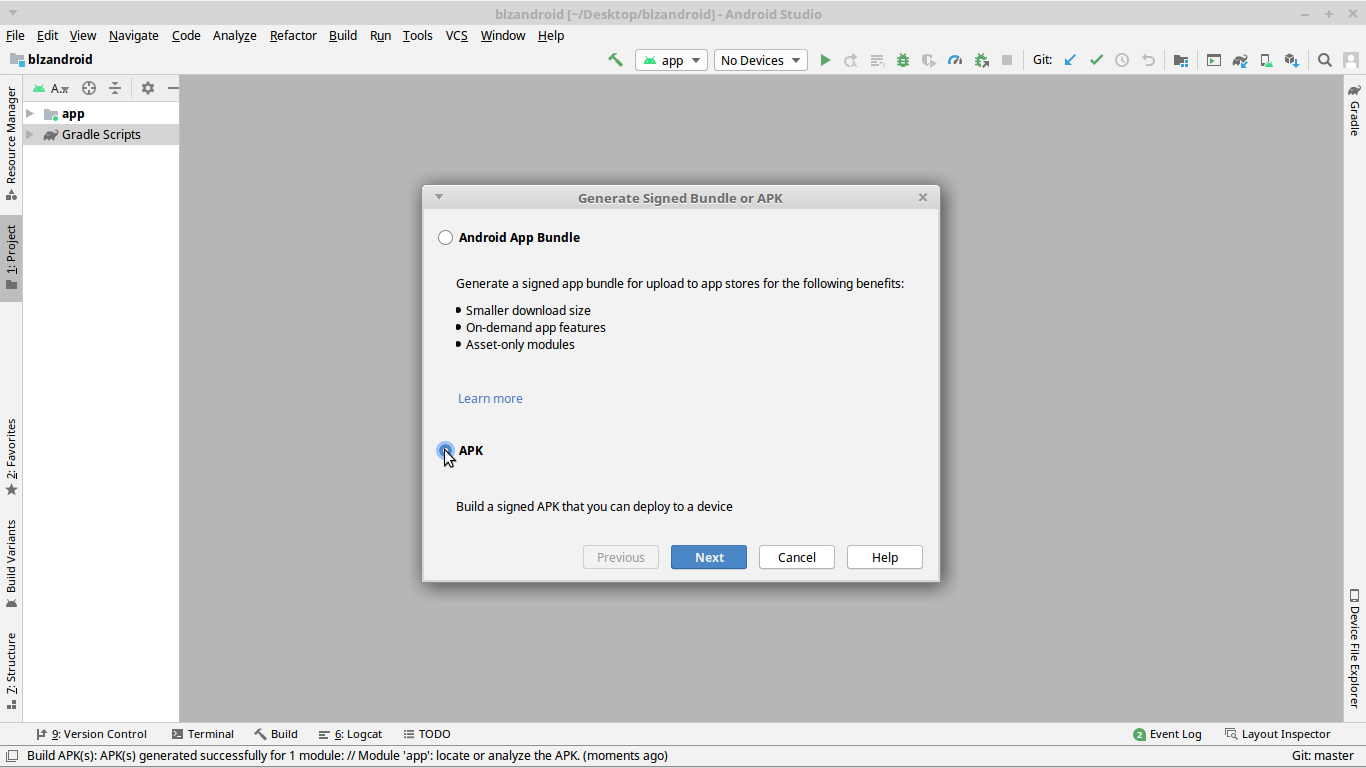 blzandroid [~/Desktop/blzandroid] - Android Studio
File Edit View Navigate Code Analyze Refactor Build Run Tools VCS Window Help
blzandroid
app
No Devices
Git:
A..
app
Gradle Scripts
Resource Manager
1: Project
2: Favorites
Build Variants
7: Structure
Gradle
Device File Explorer
Generate Signed Bundle or APK
Android App Bundle
Generate a signed app bundle for upload to app stores for the following benefits:
Smaller download size
On-demand app features
Asset-only modules
Learn more
APK
Build a signed APK that you can deploy to a device
Previous Next Cancel Help
9: Version Control Terminal Build 6: Logcat TODO 2 Event Log Layout Inspector
Build APK(s): APK(s) generated successfully for 1 module: // Module 'app': locate or analyze the APK. (moments ago) Git: master